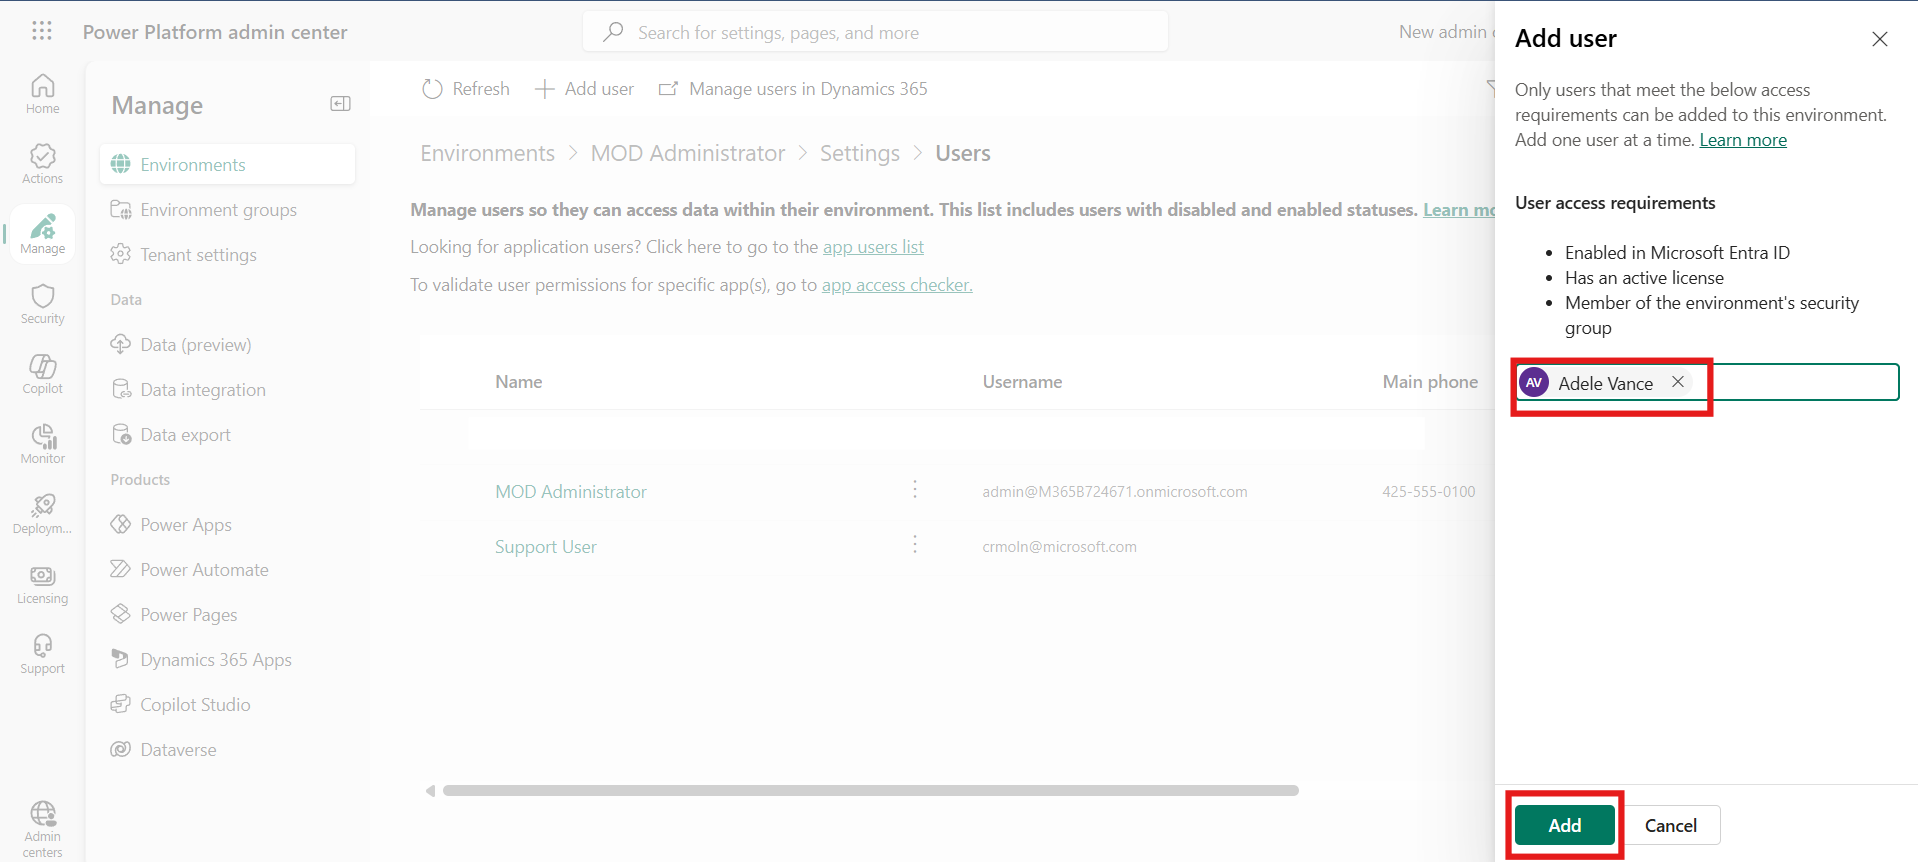 Power Platform admin center
Search for settings, pages, and more
New admin
Home
Actions
Manage
Security
Copilot
Monitor
Deploym...
Licensing
Support
Admin
centers
Manage
Environments
Environment groups
Tenant settings
Data
Data (preview)
Data integration
Data export
Products
Power Apps
Power Automate
Power Pages
Dynamics 365 Apps
Copilot Studio
Dataverse
Refresh
Add user
Manage users in Dynamics 365
Environments > MOD Administrator > Settings > Users
Manage users so they can access data within their environment. This list includes users with disabled and enabled statuses. Learn mo
Looking for application users? Click here to go to the app users list
To validate user permissions for specific app(s), go to app access checker.
Name Username Main phone
MOD Administrator admin@M365B724671.onmicrosoft.com 425-555-0100
Support User crmoln@microsoft.com
Add user
Only users that meet the below access
requirements can be added to this environment.
Add one user at a time. Learn more
User access requirements
• Enabled in Microsoft Entra ID
• Has an active license
• Member of the environment's security
group
AV Adele Vance
Add Cancel